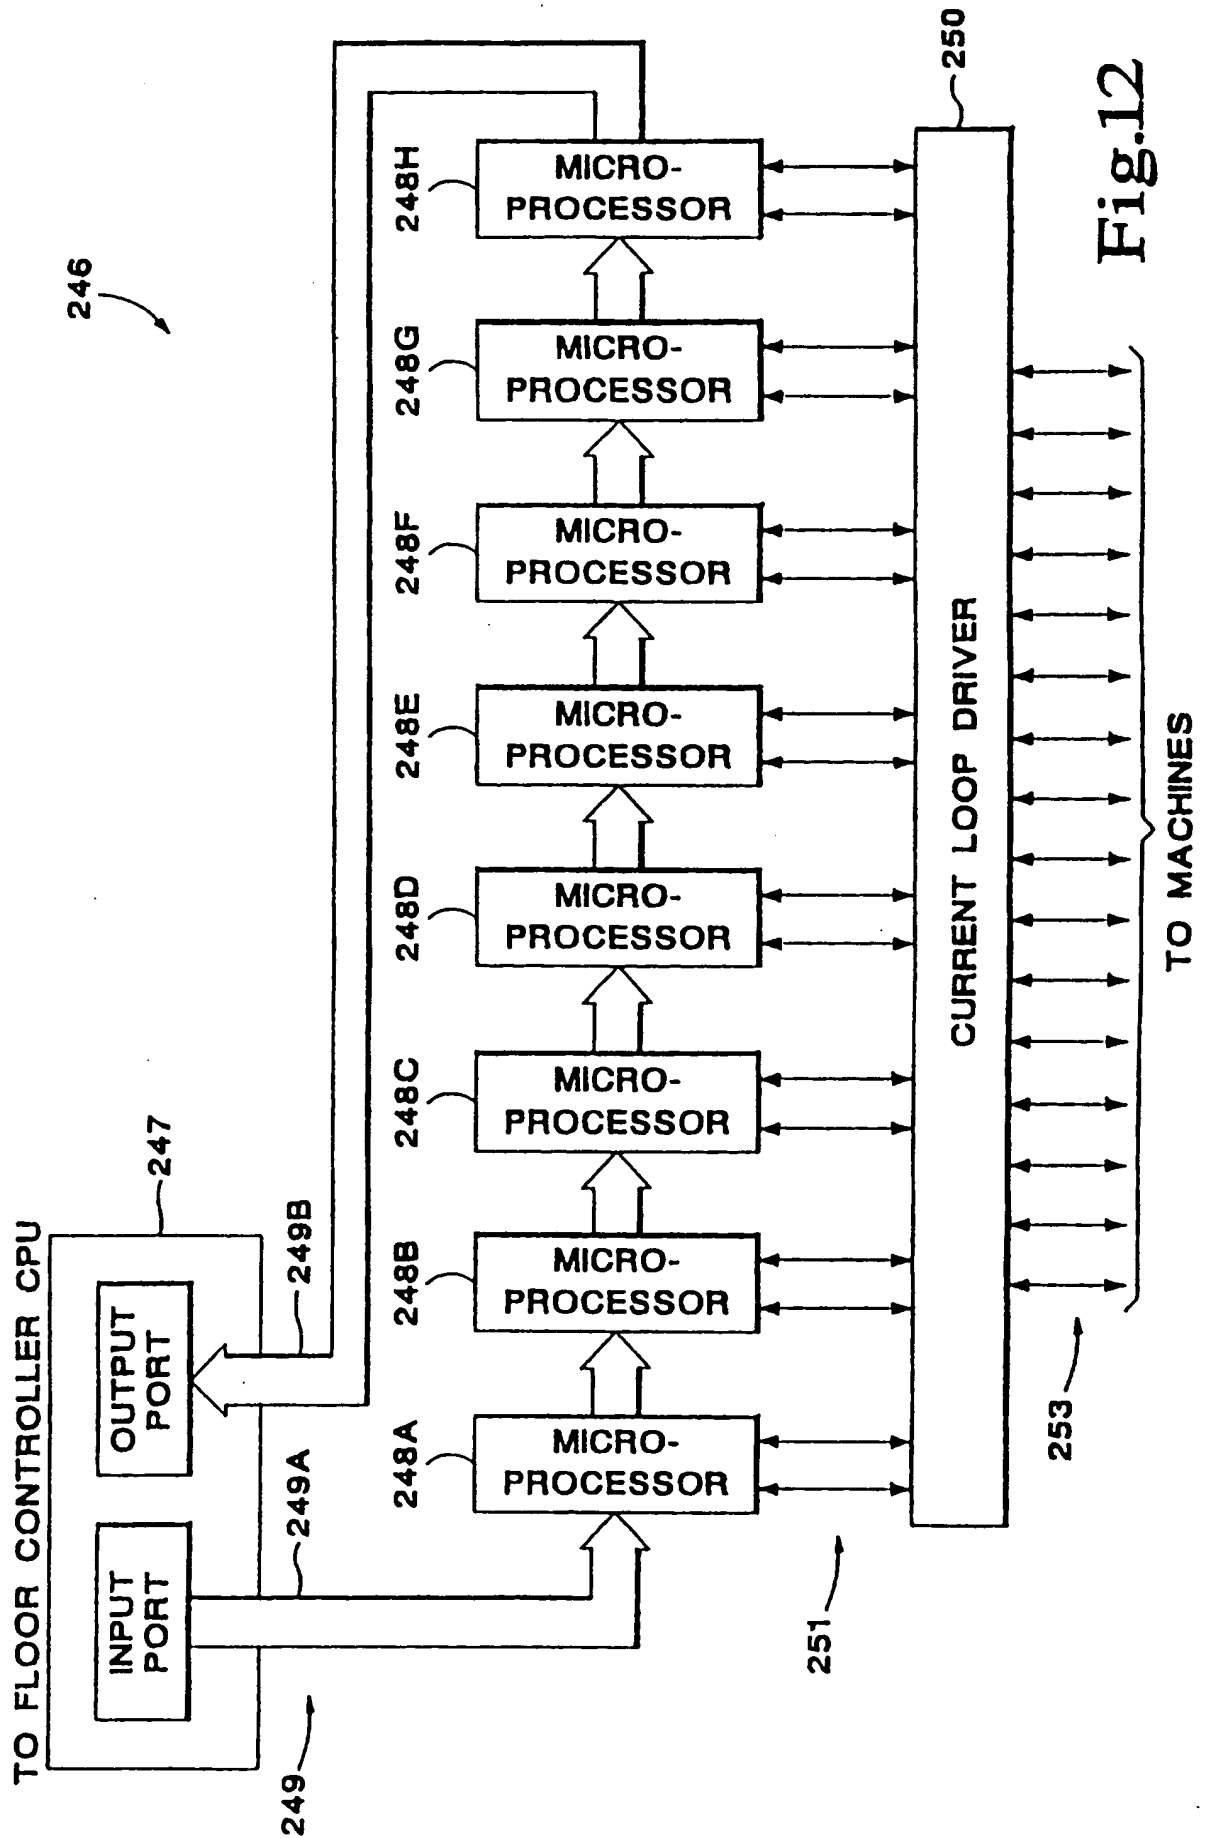 TO FLOOR CONTROLLER CPU
247
INPUT
PORT
OUTPUT
PORT
249A
249B
249
246
248A
248B
248C
248D
248E
248F
248G
248H
MICRO-
PROCESSOR
MICRO-
PROCESSOR
MICRO-
PROCESSOR
MICRO-
PROCESSOR
MICRO-
PROCESSOR
MICRO-
PROCESSOR
MICRO-
PROCESSOR
MICRO-
PROCESSOR
251
CURRENT LOOP DRIVER
250
253
TO MACHINES
Fig.12